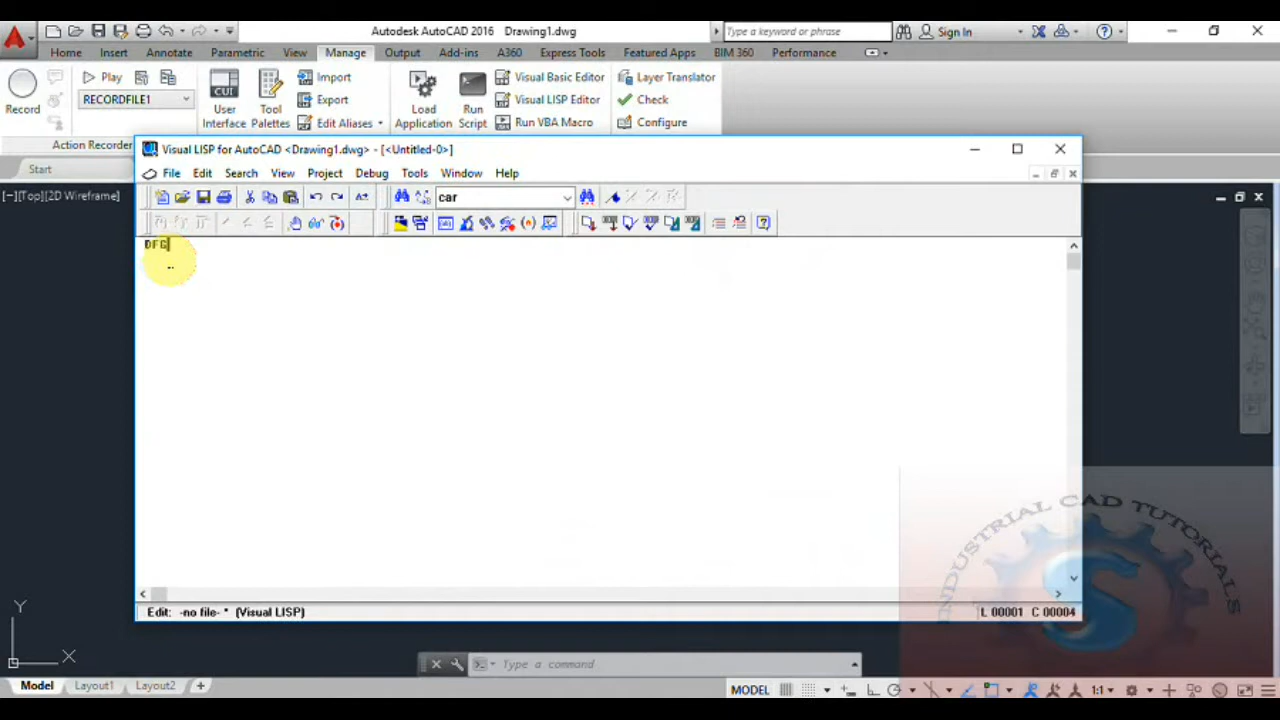 Autodesk AutoCAD 2016 Drawing1.dwg
Type a keyword or phrase
Sign In
Home Insert Annotate Parametric View Manage Output Add-ins A360 Express Tools Featured Apps BIM 360 Performance
Record
Play
RECORDFILE1
Action Recorder
CUI
User Interface
Tool Palettes
Import
Export
Edit Aliases
Load Application
Run Script
Visual Basic Editor
Visual LISP Editor
Run VBA Macro
Layer Translator
Check
Configure
Start
Visual LISP for AutoCAD <Drawing1.dwg> - [<Untitled-0>]
File Edit Search View Project Debug Tools Window Help
car
[−][Top][2D Wireframe]
DFG
INDUSTRIAL CAD TUTORIALS
S
Edit: -no file- * (Visual LISP)
L 00001 C 00004
Y
X
Type a command
Model Layout1 Layout2 +
MODEL
1:1